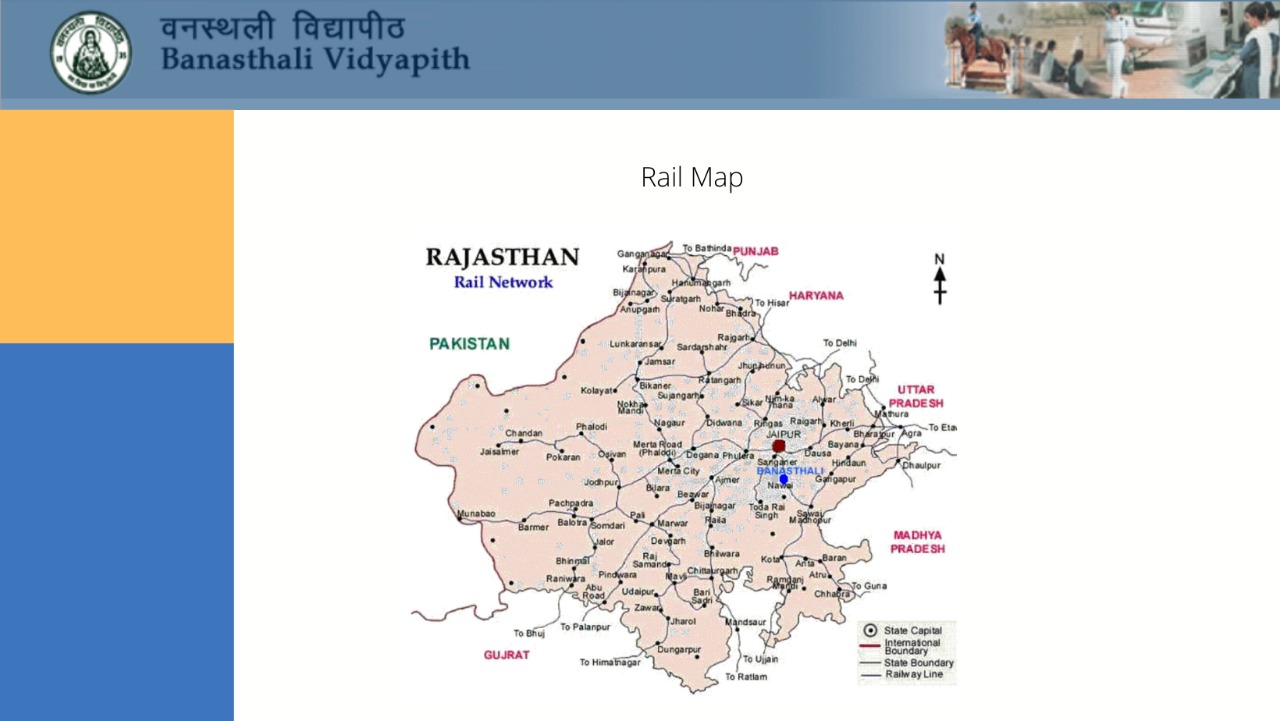 वनस्थली विद्यापीठ
Banasthali Vidyapith
Rail Map
RAJASTHAN
Rail Network
N
PUNJAB
HARYANA
PAKISTAN
UTTAR
PRADESH
MADHYA
PRADESH
GUJRAT
To Bathinda
Ganganagar
Karanpura
Hanumangarh
Bijainagar
Suratgarh
Anupgarh
Nohar
Bhadra
To Hisar
Rajgarh
To Delhi
Lunkaransar
Sardarshahr
Jamsar
Jhunjhunun
To Delhi
Ratangarh
Bikaner
Kolayat
Sujangarh
Nokha
Mandi
Sikar
Nim-ka
Thana
Alwar
Mathura
Nagaur
Didwana
Ringas
Raigarh
Kherli
Bharatpur
Agra
To Etav
Phalodi
Chandan
JAIPUR
Bayana
Jaisalmer
Pokaran
Osivan
Merta Road
(Phalodi)
Degana
Phulera
Dausa
Sanganer
Hindaun
Dhaulpur
Merta City
BANASTHALI
Gangapur
Jodhpur
Bilara
Ajmer
Nawai
Beawar
Pachpadra
Bijainagar
Toda Rai
Singh
Sawai
Madhopur
Munabao
Barmer
Balotra
Somdari
Pali
Marwar
Raila
Jalor
Devgarh
Bhinmal
Raj
Samand
Bhilwara
Kota
Anta
Baran
Raniwara
Pindwara
Mavli
Chittaurgarh
Ramganj
Mandi
Atru
To Guna
Abu
Road
Udaipur
Bari
Sadri
Chhabra
Zawar
Jharol
Mandsaur
To Bhuj
To Palanpur
Dungarpur
To Himatnagar
To Ujjain
To Ratlam
State Capital
International
Boundary
State Boundary
Railway Line